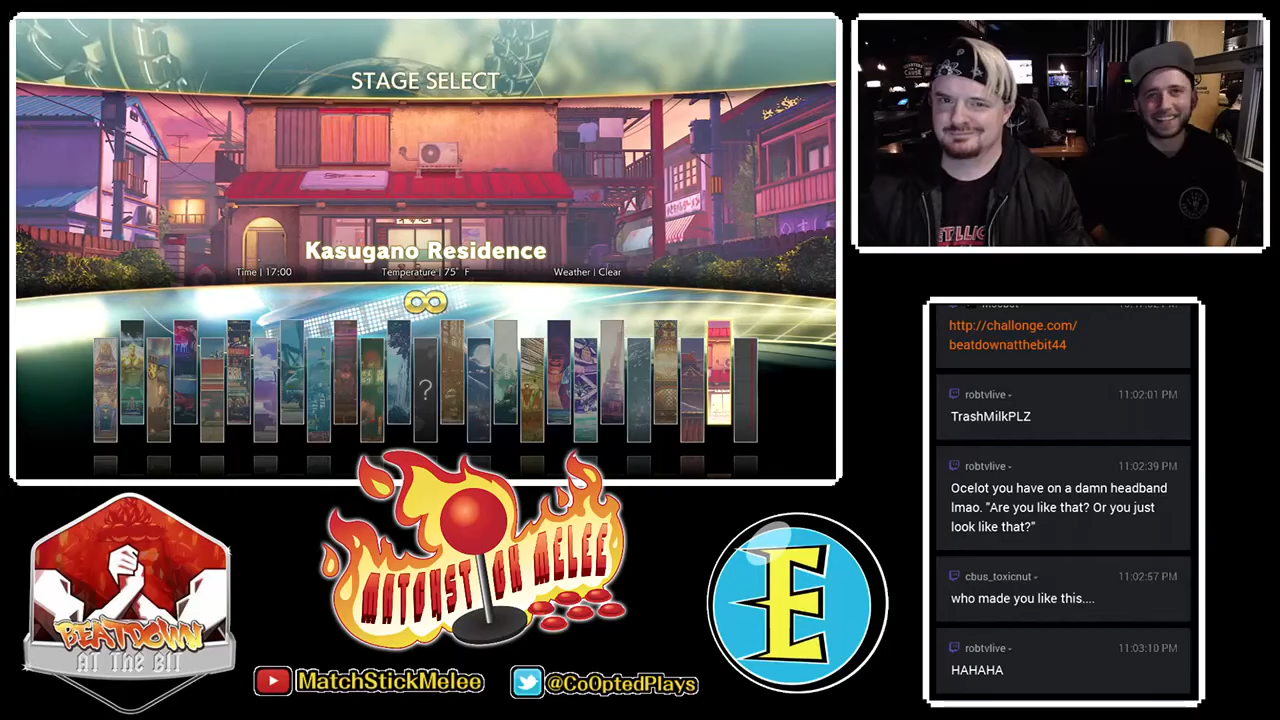 STAGE SELECT
Kasugano Residence
Time | 17:00
Temperature | 75° F
Weather | Clear
?
http://challonge.com/
beatdownatthebit44
robtvlive
11:02:01 PM
TrashMilkPLZ
robtvlive
11:02:39 PM
Ocelot you have on a damn headband
lmao. "Are you like that? Or you just
look like that?"
cbus_toxicnut
11:02:57 PM
who made you like this....
robtvlive
11:03:10 PM
HAHAHA
BEATDOWN
AT THE BIT
MATCHSTICK MELEE
E
MatchStickMelee
@Co0ptedPlays